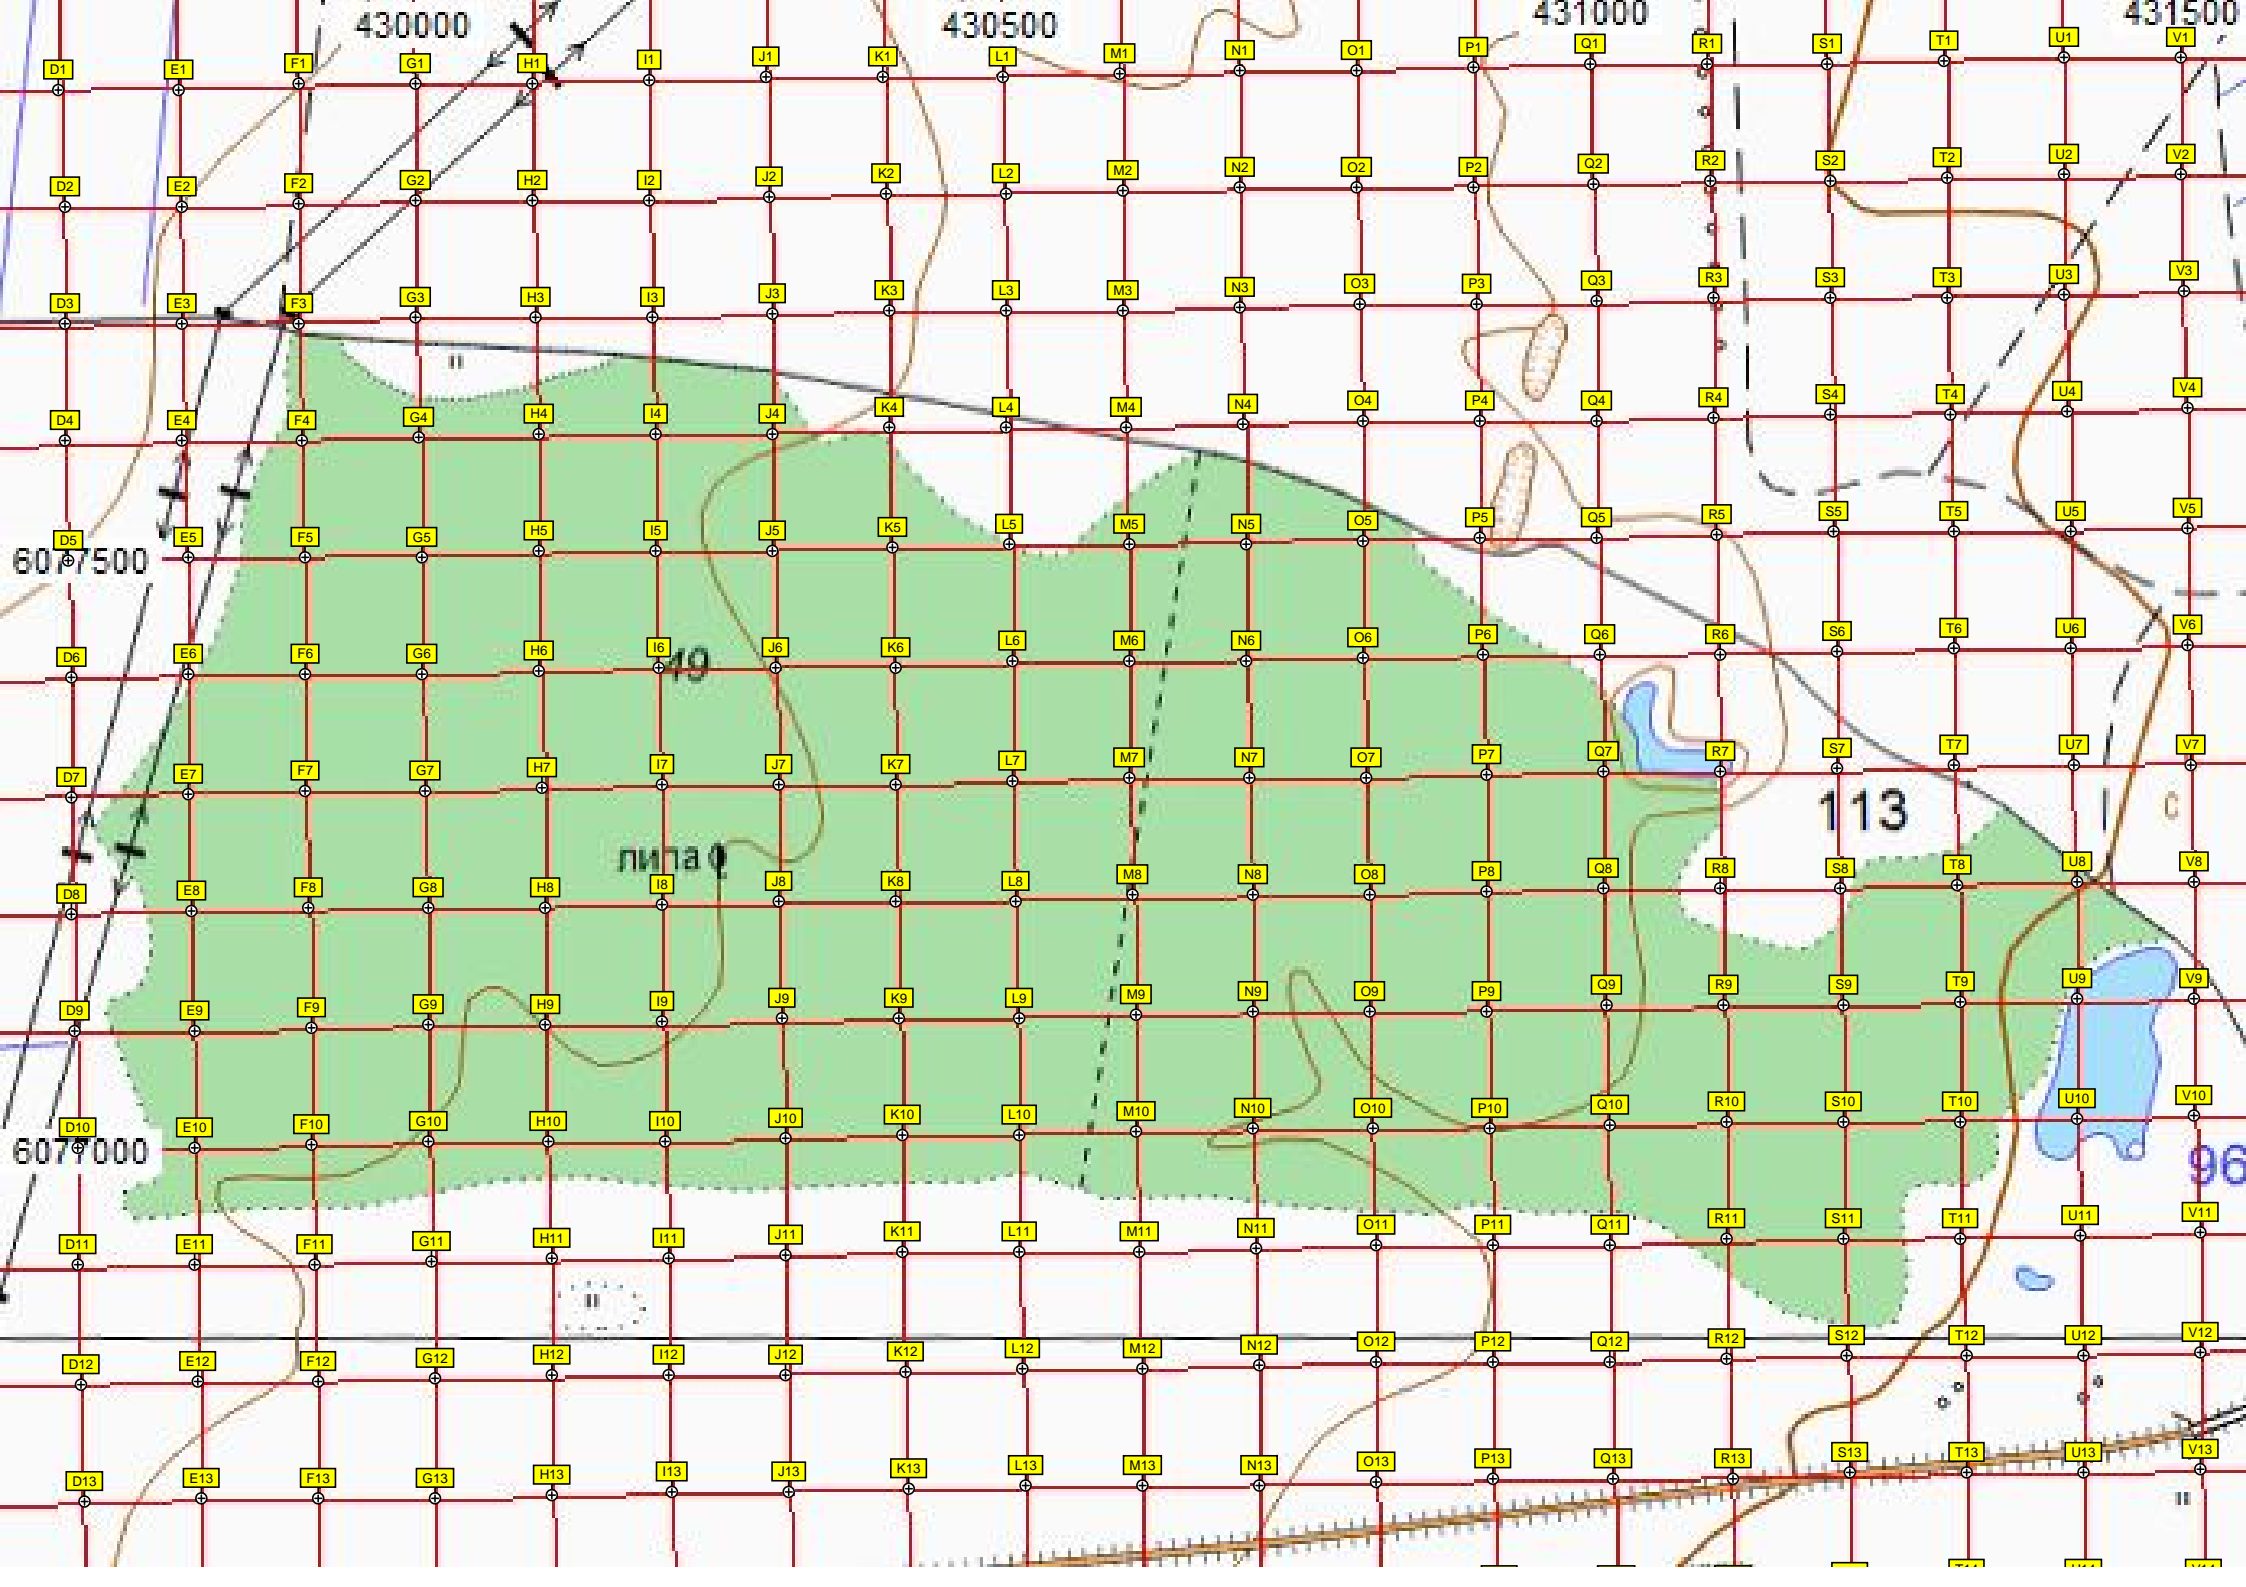 430000 430500 431000 431500
D1 E1 F1 G1 H1 I1 J1 K1 L1 M1 N1 O1 P1 Q1 R1 S1 T1 U1 V1
D2 E2 F2 G2 H2 I2 J2 K2 L2 M2 N2 O2 P2 Q2 R2 S2 T2 U2 V2
D3 E3 F3 G3 H3 I3 J3 K3 L3 M3 N3 O3 P3 Q3 R3 S3 T3 U3 V3
D4 E4 F4 G4 H4 I4 J4 K4 L4 M4 N4 O4 P4 Q4 R4 S4 T4 U4 V4
D5 E5 F5 G5 H5 I5 J5 K5 L5 M5 N5 O5 P5 Q5 R5 S5 T5 U5 V5
6077500
D6 E6 F6 G6 H6 I6 J6 K6 L6 M6 N6 O6 P6 Q6 R6 S6 T6 U6 V6
49
D7 E7 F7 G7 H7 I7 J7 K7 L7 M7 N7 O7 P7 Q7 R7 S7 T7 U7 V7
113 С
липа
D8 E8 F8 G8 H8 I8 J8 K8 L8 M8 N8 O8 P8 Q8 R8 S8 T8 U8 V8
D9 E9 F9 G9 H9 I9 J9 K9 L9 M9 N9 O9 P9 Q9 R9 S9 T9 U9 V9
D10 E10 F10 G10 H10 I10 J10 K10 L10 M10 N10 O10 P10 Q10 R10 S10 T10 U10 V10
6077000 96
D11 E11 F11 G11 H11 I11 J11 K11 L11 M11 N11 O11 P11 Q11 R11 S11 T11 U11 V11
D12 E12 F12 G12 H12 I12 J12 K12 L12 M12 N12 O12 P12 Q12 R12 S12 T12 U12 V12
D13 E13 F13 G13 H13 I13 J13 K13 L13 M13 N13 O13 P13 Q13 R13 S13 T13 U13 V13